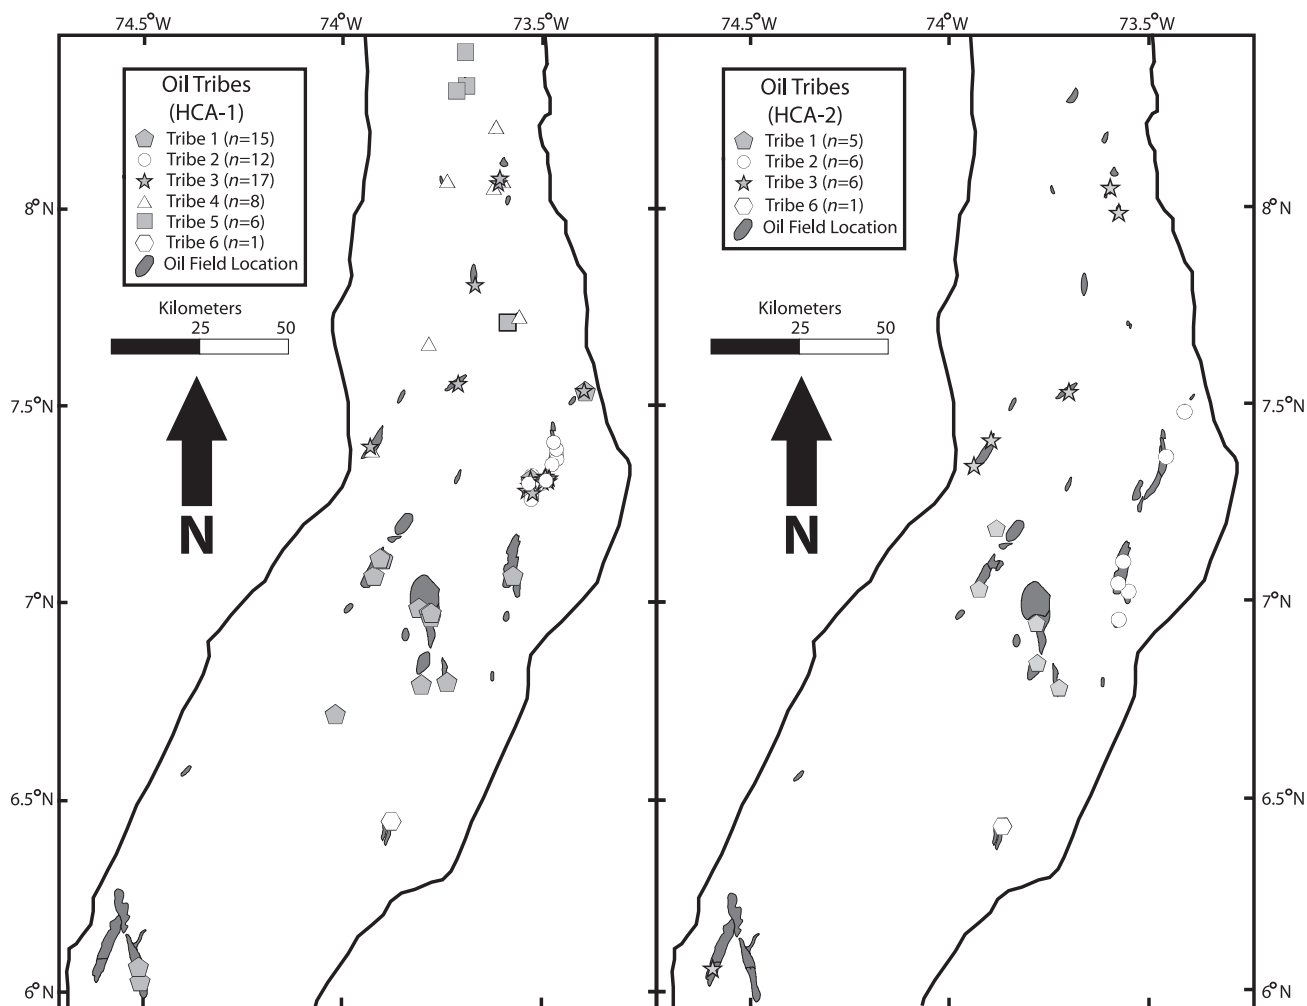 74.5°W 74°W 73.5°W 74.5°W 74°W 73.5°W
Oil Tribes
(HCA-1)
Tribe 1 (n=15)
Tribe 2 (n=12)
Tribe 3 (n=17)
Tribe 4 (n=8)
Tribe 5 (n=6)
Tribe 6 (n=1)
Oil Field Location
Kilometers
25 50
N
8°N
7.5°N
7°N
6.5°N
6°N
Oil Tribes
(HCA-2)
Tribe 1 (n=5)
Tribe 2 (n=6)
Tribe 3 (n=6)
Tribe 6 (n=1)
Oil Field Location
Kilometers
25 50
N
8°N
7.5°N
7°N
6.5°N
6°N